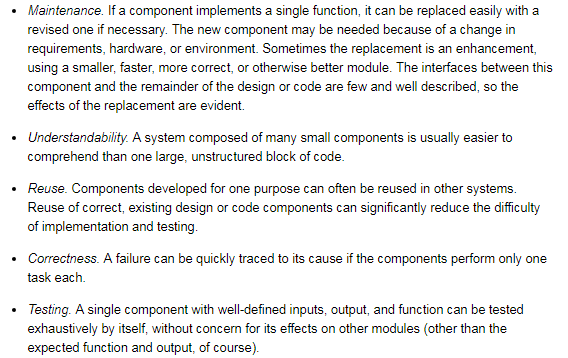 • Maintenance. If a component implements a single function, it can be replaced easily with a
revised one if necessary. The new component may be needed because of a change in
requirements, hardware, or environment. Sometimes the replacement is an enhancement,
using a smaller, faster, more correct, or otherwise better module. The interfaces between this
component and the remainder of the design or code are few and well described, so the
effects of the replacement are evident.
• Understandability. A system composed of many small components is usually easier to
comprehend than one large, unstructured block of code.
• Reuse. Components developed for one purpose can often be reused in other systems.
Reuse of correct, existing design or code components can significantly reduce the difficulty
of implementation and testing.
• Correctness. A failure can be quickly traced to its cause if the components perform only one
task each.
• Testing. A single component with well-defined inputs, output, and function can be tested
exhaustively by itself, without concern for its effects on other modules (other than the
expected function and output, of course).